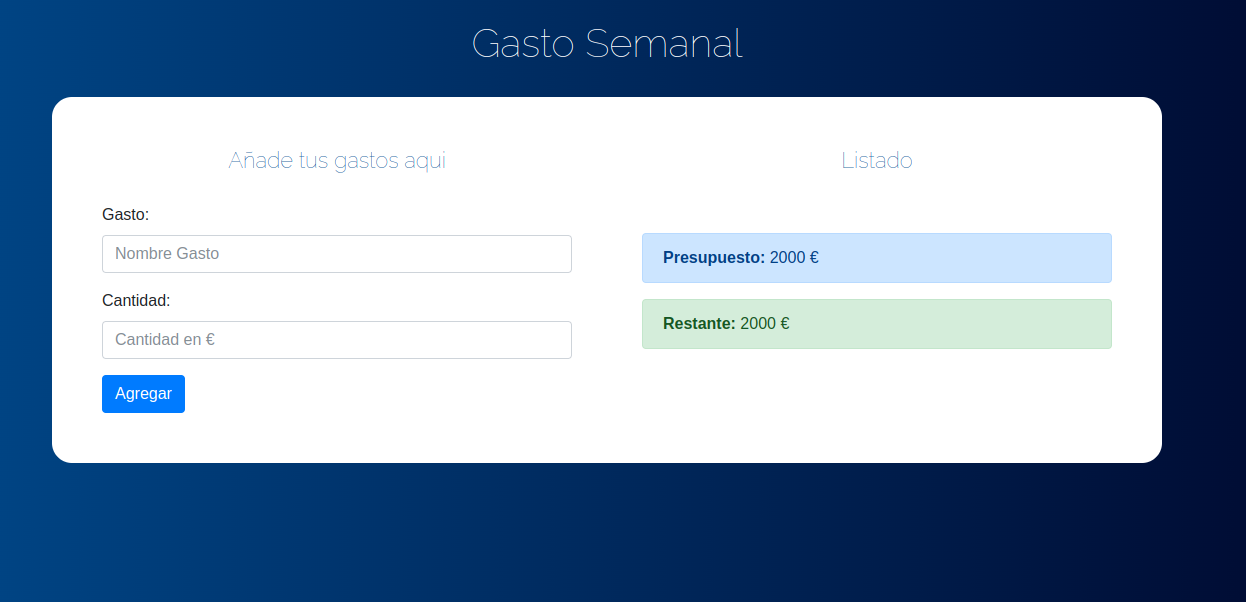 Gasto Semanal
Añade tus gastos aqui
Gasto:
Nombre Gasto
Cantidad:
Cantidad en €
Agregar
Listado
Presupuesto: 2000 €
Restante: 2000 €